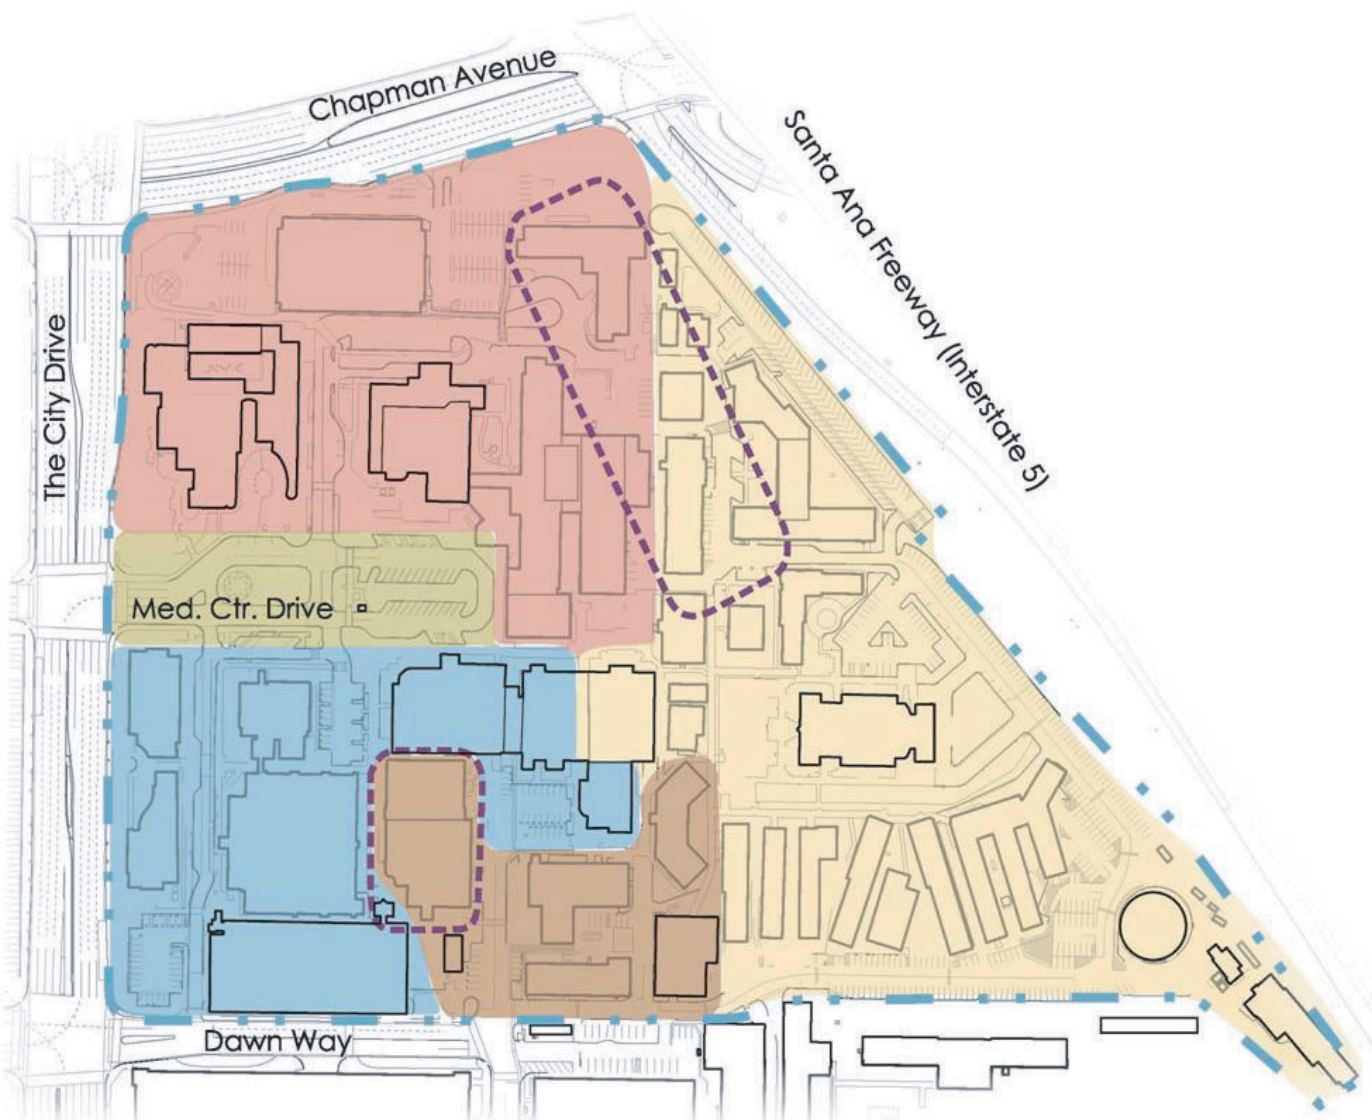 Chapman Avenue
Santa Ana Freeway (Interstate 5)
The City Drive
Med. Ctr. Drive
Dawn Way